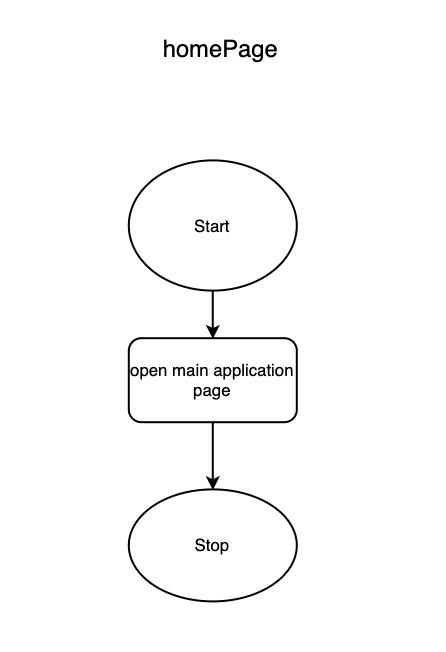 homePage
Start
open main application
page
Stop